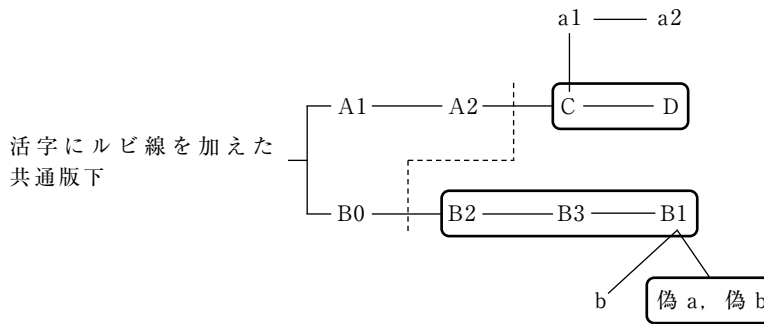 a1 a2
A1 A2 C D
活字にルビ線を加えた
共通版下
B0 B2 B3 B1
b 偽 a，偽 b